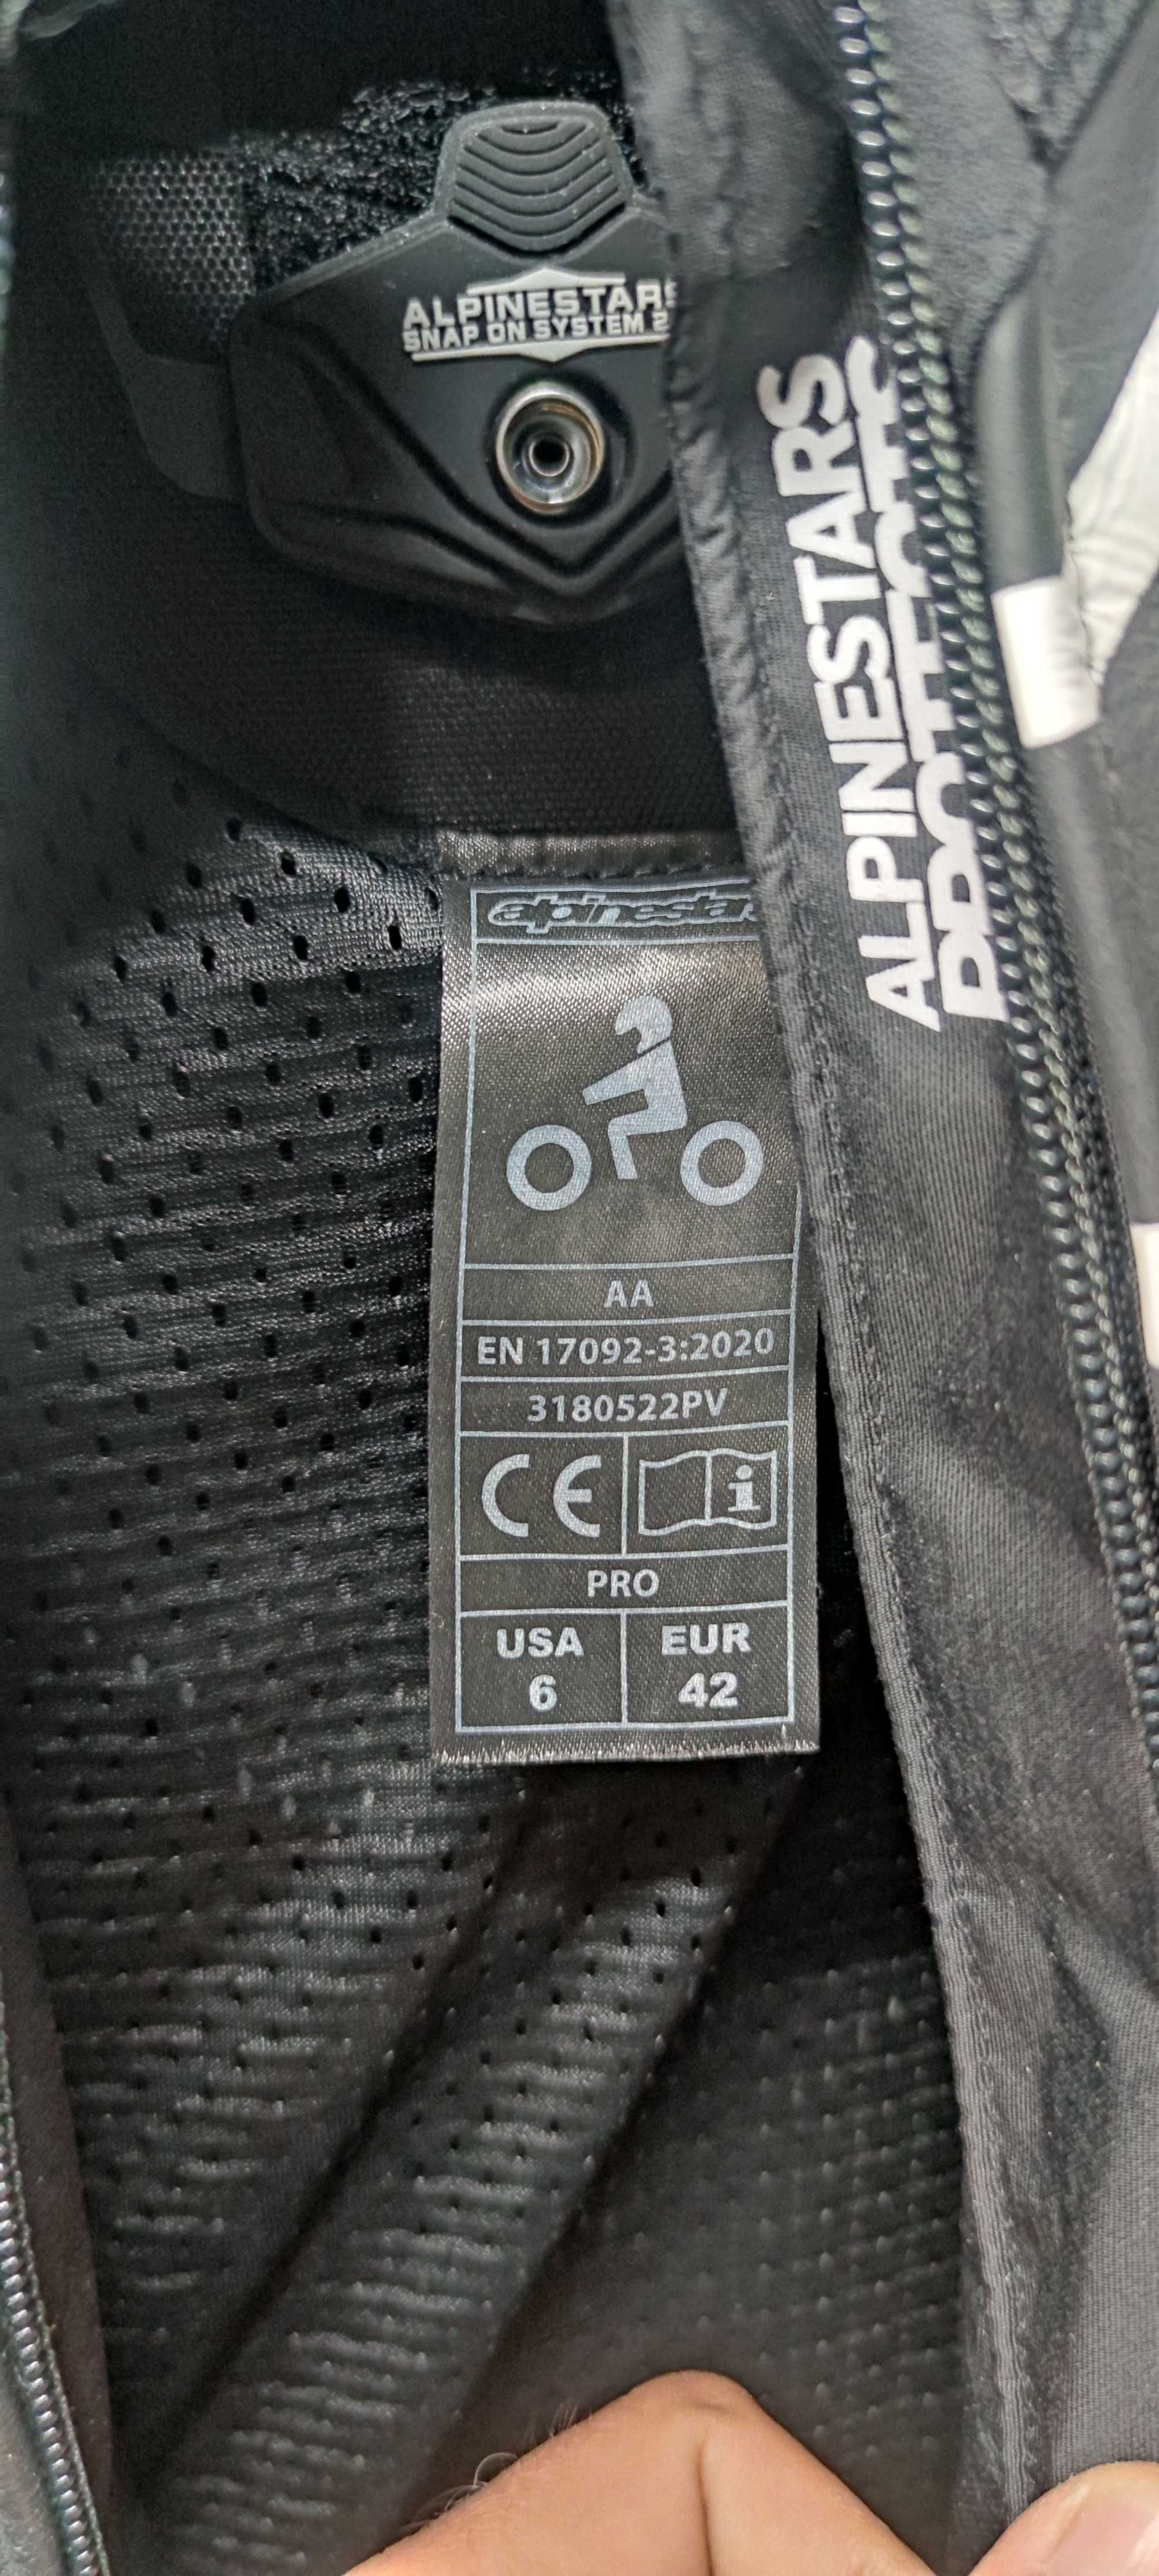 ALPINESTARS
SNAP ON SYSTEM 2
ALPINESTARS
alpinestars
AA
EN 17092-3:2020
3180522PV
CE
i
PRO
USA
EUR
6
42